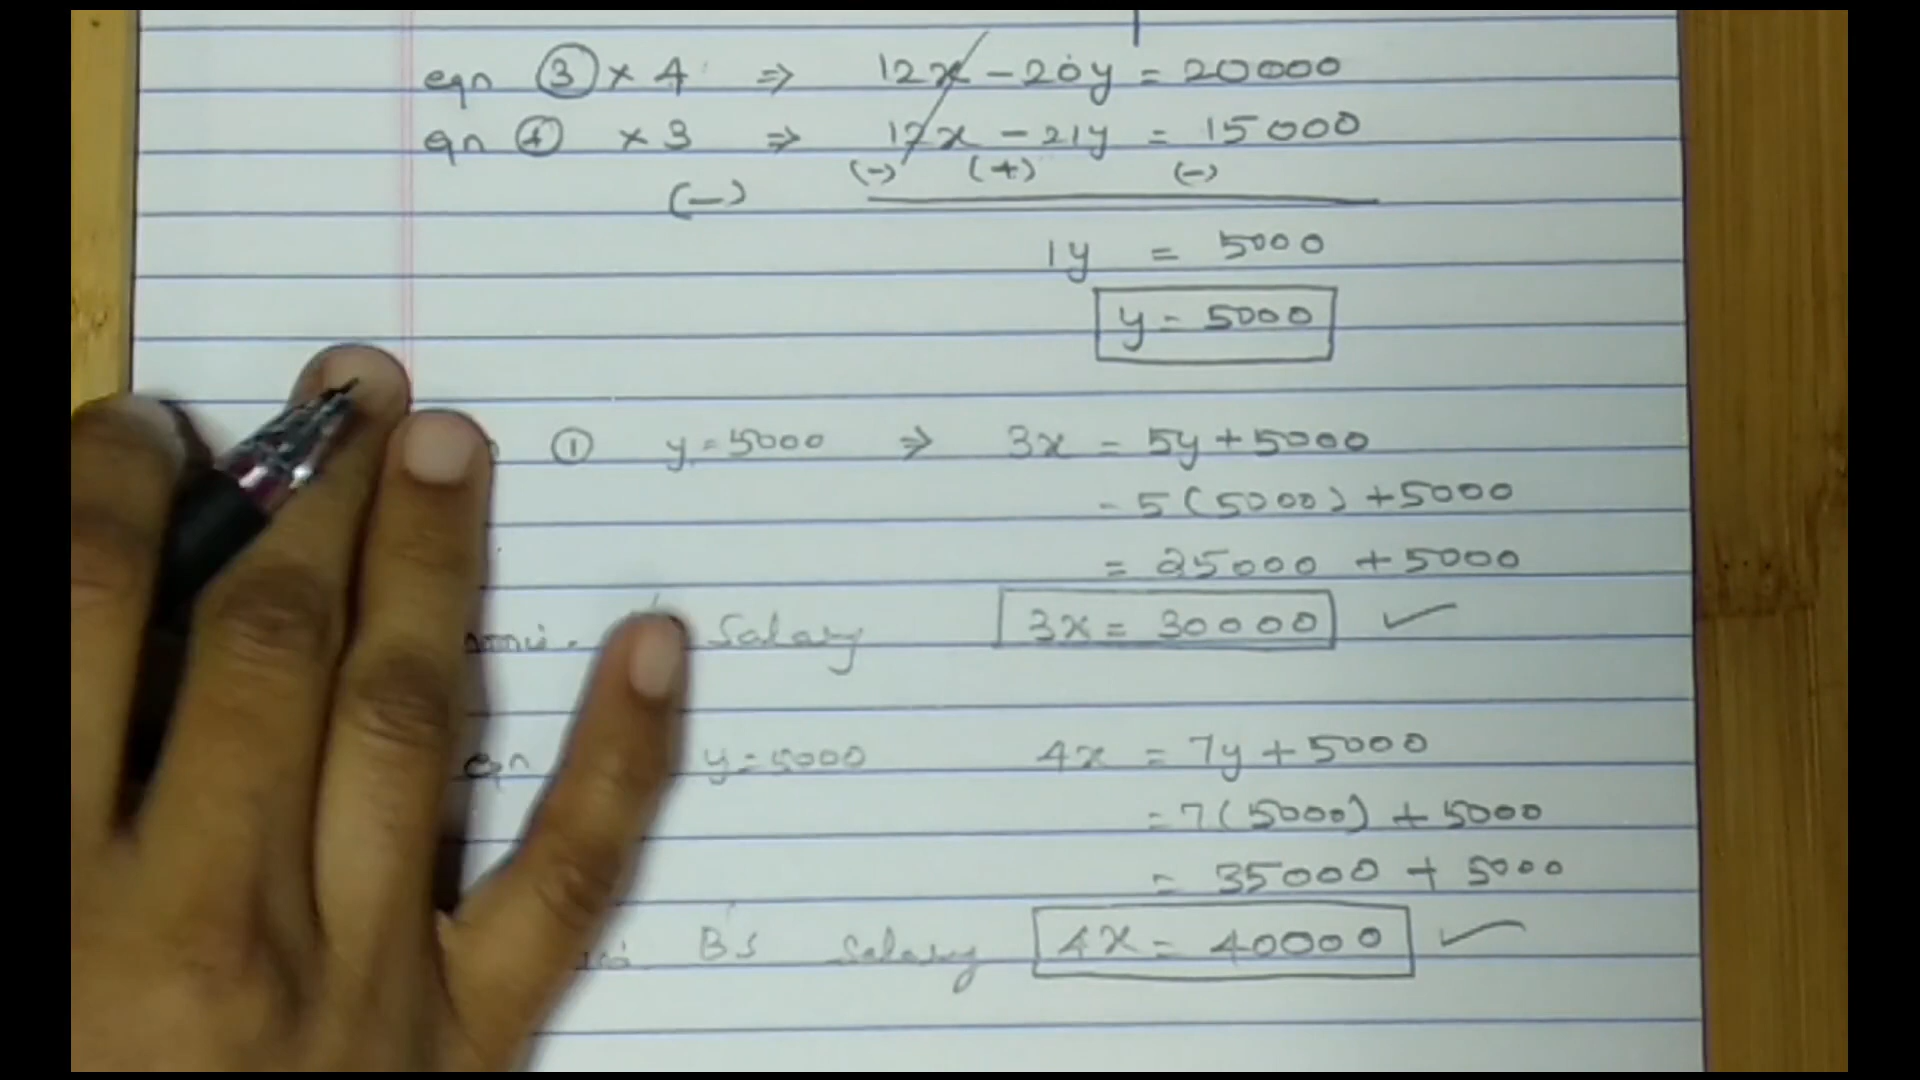 eqn ③ × 4 ⇒ 12x - 20y = 20000
eqn ④ × 3 ⇒ 12x - 21y = 15000
(-) (+) (-)
(-)
1y = 5000
y = 5000
① y = 5000 ⇒ 3x = 5y + 5000
= 5(5000) + 5000
= 25000 + 5000
Salary 3x = 30000 ✓
eqn y = 5000 4x = 7y + 5000
= 7(5000) + 5000
= 35000 + 5000
B's Salary 4x = 40000 ✓